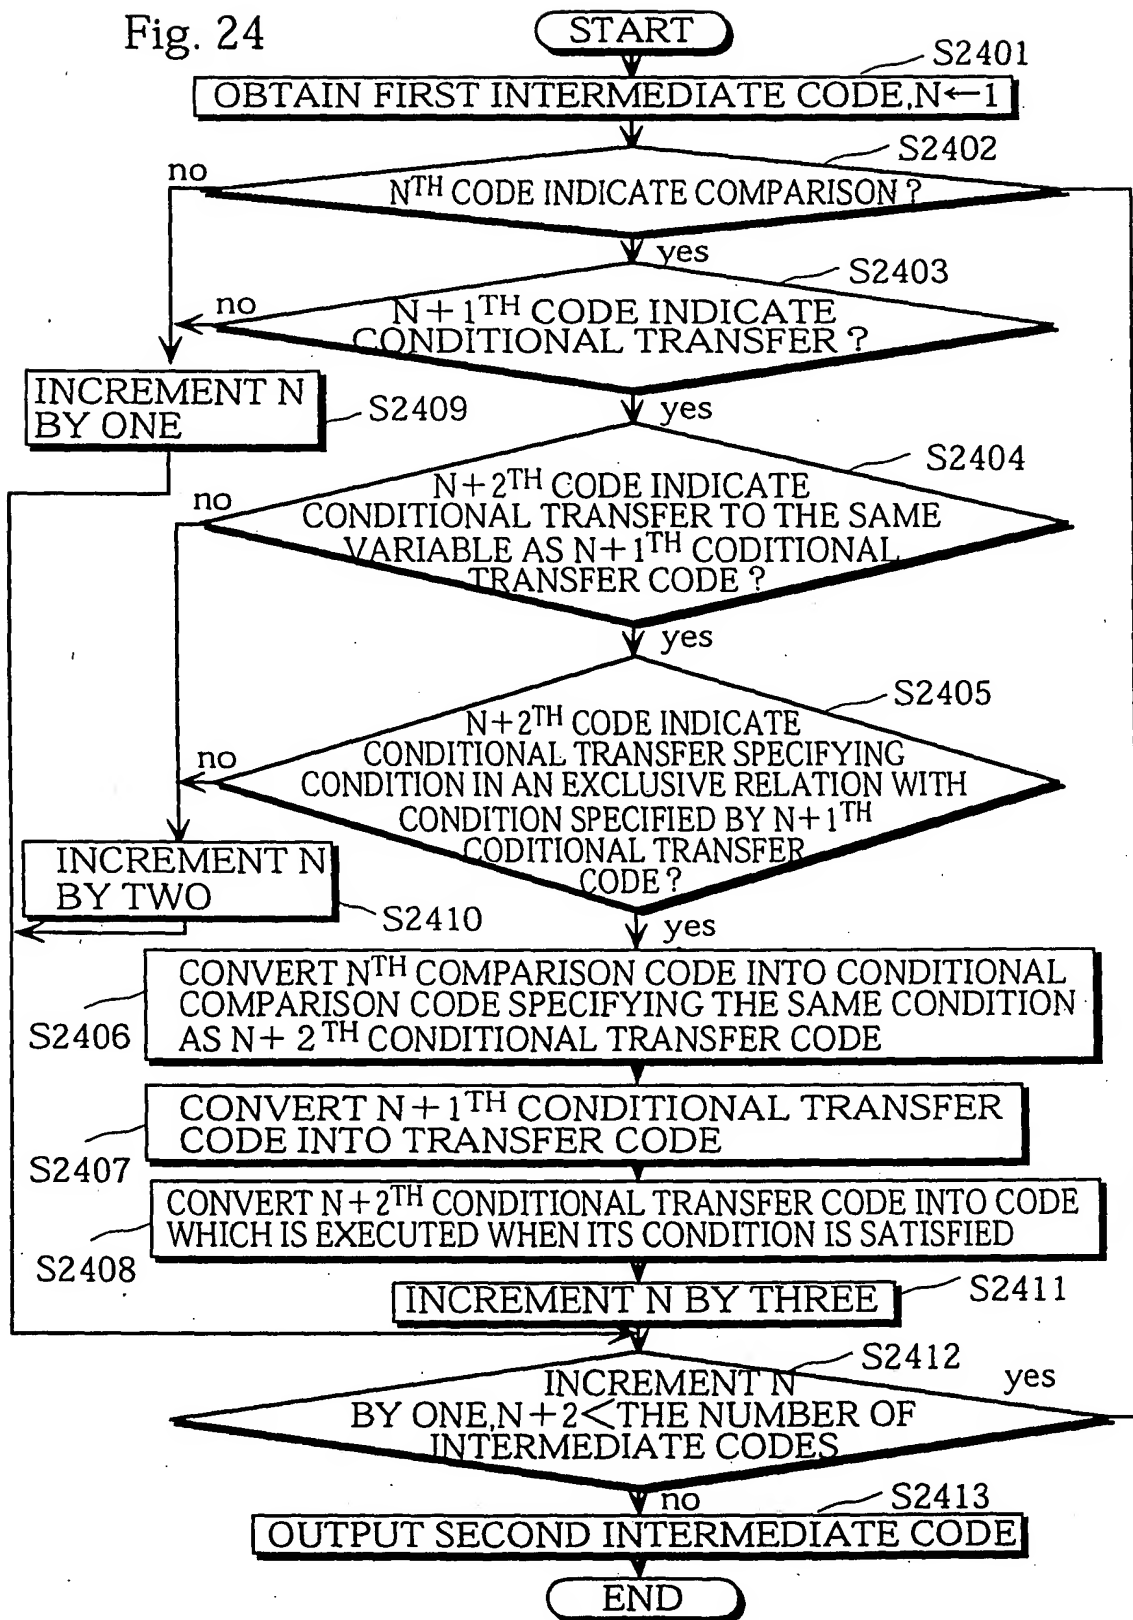 Fig. 24
START
S2401
OBTAIN FIRST INTERMEDIATE CODE,N←1
S2402
no
NTH CODE INDICATE COMPARISON?
yes
S2403
no
N+1TH CODE INDICATE
CONDITIONAL TRANSFER?
INCREMENT N
BY ONE
S2409
yes
S2404
no
N+2TH CODE INDICATE
CONDITIONAL TRANSFER TO THE SAME
VARIABLE AS N+1TH CODITIONAL
TRANSFER CODE?
yes
S2405
no
N+2TH CODE INDICATE
CONDITIONAL TRANSFER SPECIFYING
CONDITION IN AN EXCLUSIVE RELATION WITH
CONDITION SPECIFIED BY N+1TH
CODITIONAL TRANSFER
CODE?
INCREMENT N
BY TWO
S2410
yes
CONVERT NTH COMPARISON CODE INTO CONDITIONAL
COMPARISON CODE SPECIFYING THE SAME CONDITION
AS N+2TH CONDITIONAL TRANSFER CODE
S2406
CONVERT N+1TH CONDITIONAL TRANSFER
CODE INTO TRANSFER CODE
S2407
CONVERT N+2TH CONDITIONAL TRANSFER CODE INTO CODE
WHICH IS EXECUTED WHEN ITS CONDITION IS SATISFIED
S2408
INCREMENT N BY THREE
S2411
S2412
yes
INCREMENT N
BY ONE,N+2<THE NUMBER OF
INTERMEDIATE CODES
no
S2413
OUTPUT SECOND INTERMEDIATE CODE
END